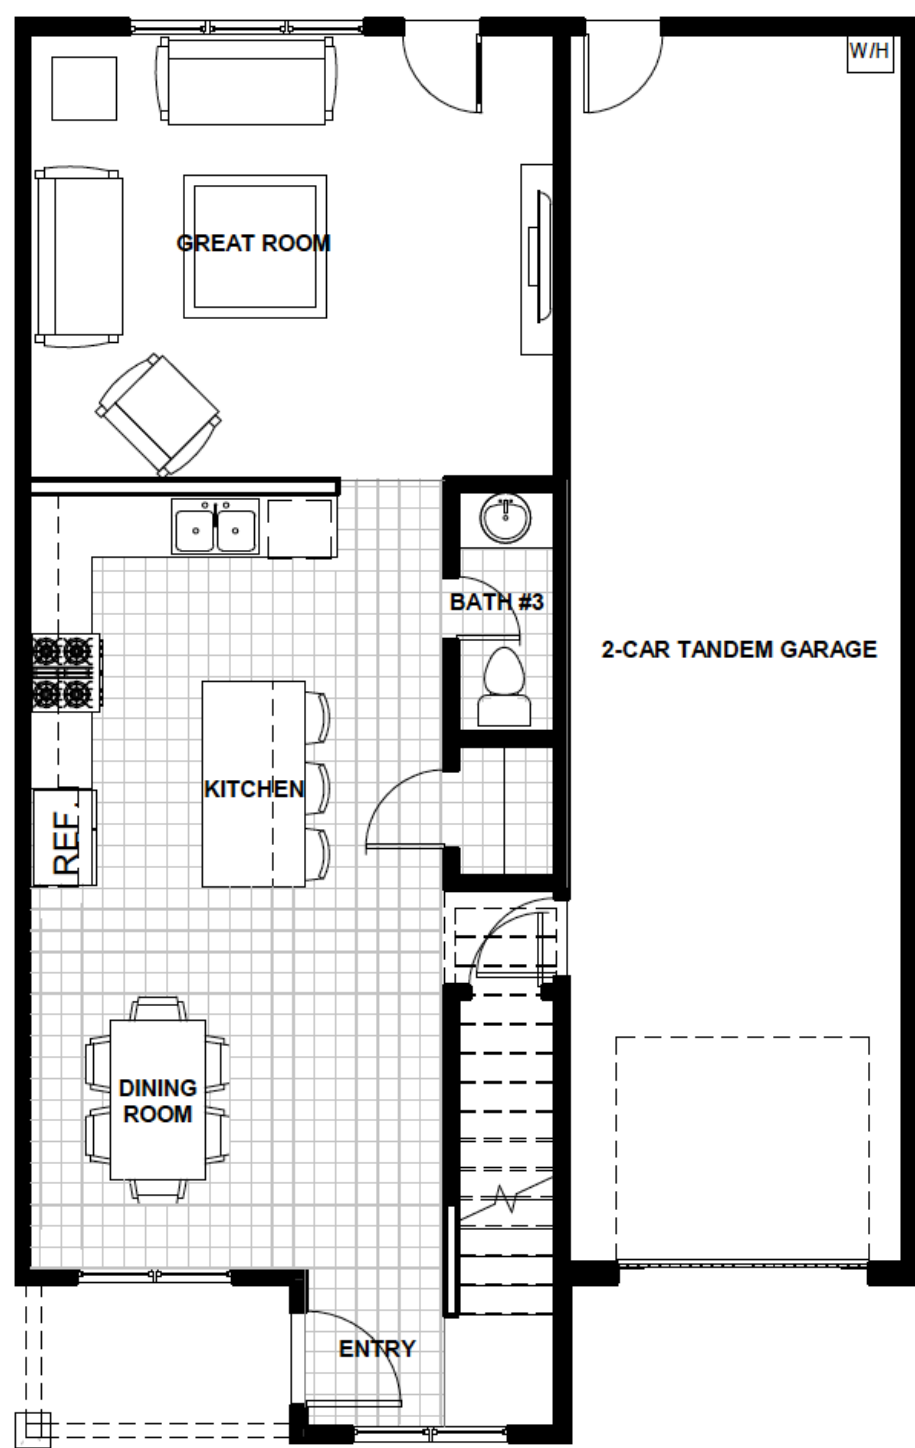 W/H
GREAT ROOM
BATH #3
2-CAR TANDEM GARAGE
KITCHEN
REF.
DINING
ROOM
ENTRY